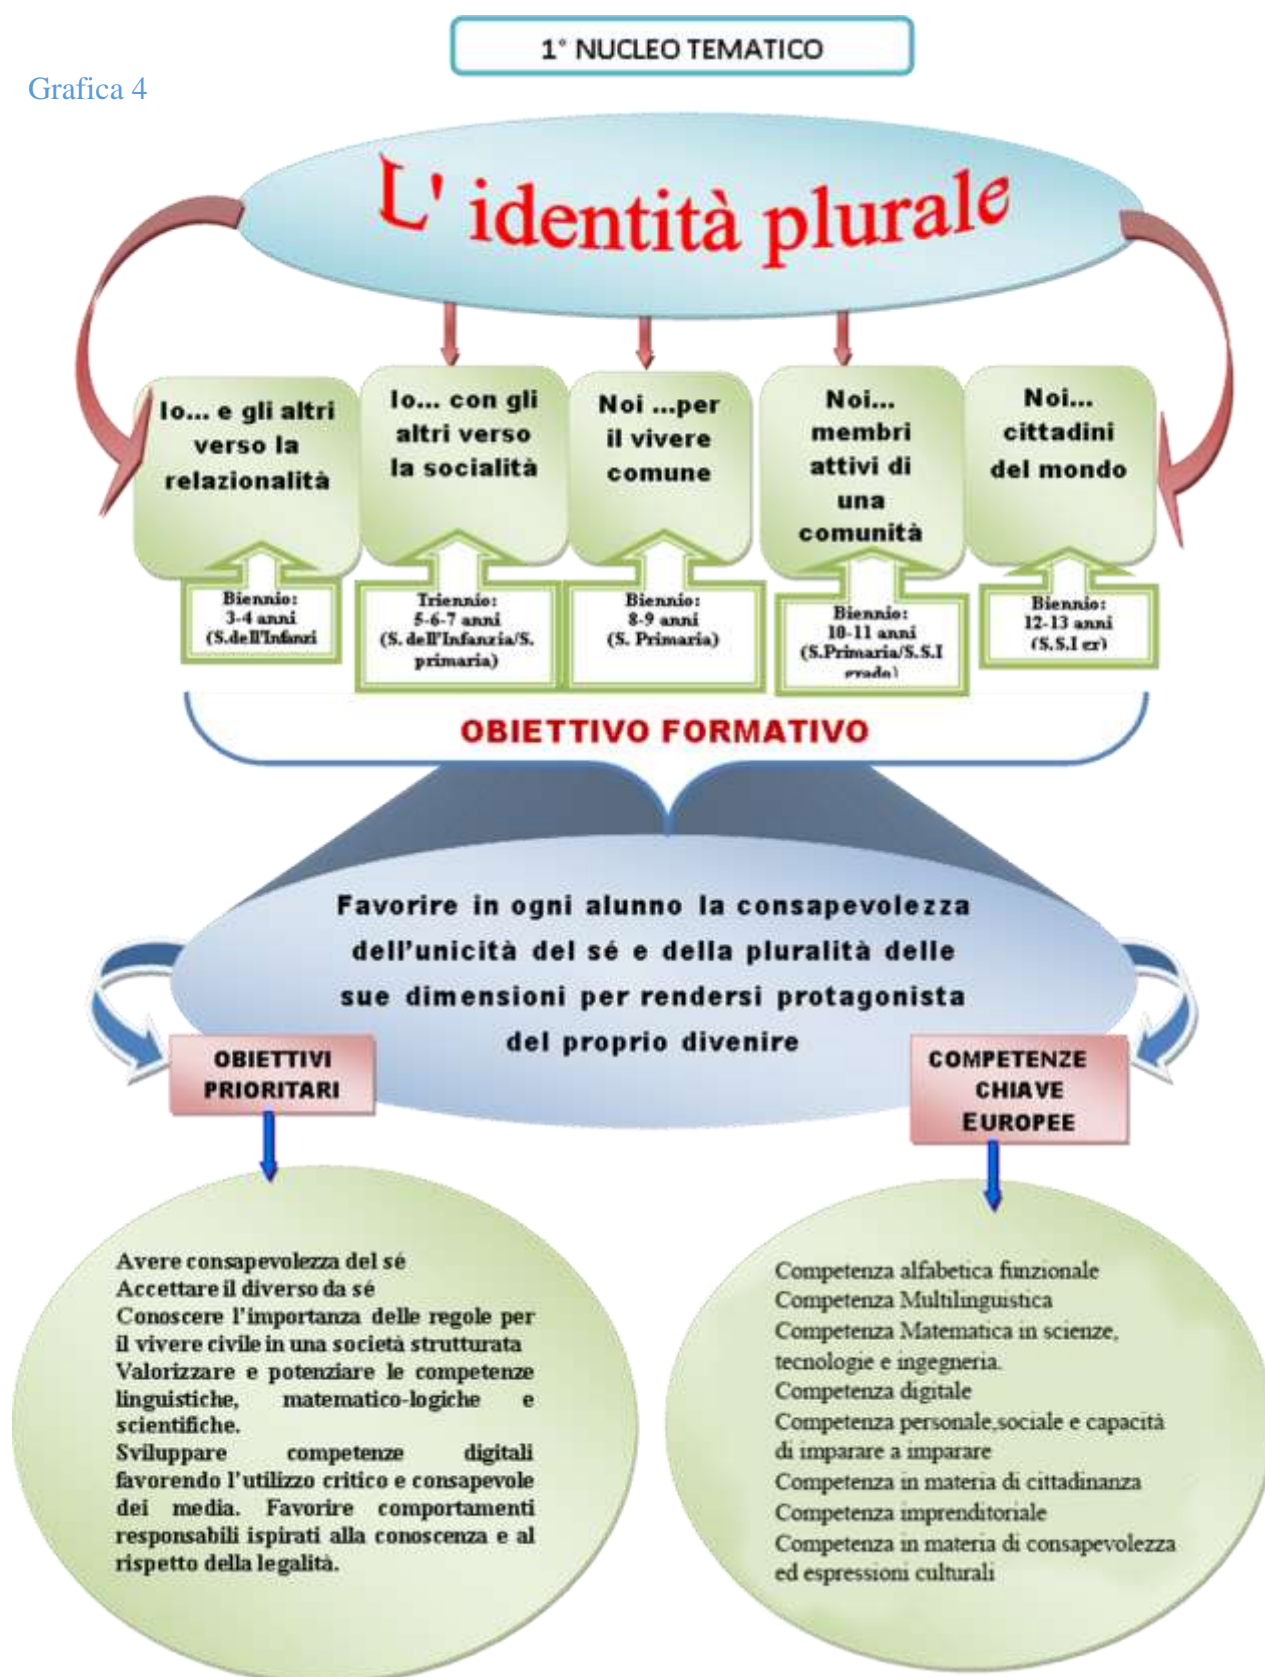 1° NUCLEO TEMATICO
Grafica 4
L' identità plurale
Io... e gli altri
verso la
relazionalità
Io... con gli
altri verso
la socialità
Noi ...per
il vivere
comune
Noi...
membri
attivi di
una
comunità
Noi...
cittadini
del mondo
Biennio:
3-4 anni
(S.dell'Infanzi
Triennio:
5-6-7 anni
(S. dell'Infanzia/S.
primaria)
Biennio:
8-9 anni
(S. Primaria)
Biennio:
10-11 anni
(S.Primaria/S.S.I
grado)
Biennio:
12-13 anni
(S.S.I gr)
OBIETTIVO FORMATIVO
Favorire in ogni alunno la consapevolezza
dell'unicità del sé e della pluralità delle
sue dimensioni per rendersi protagonista
del proprio divenire
OBIETTIVI
PRIORITARI
COMPETENZE
CHIAVE
EUROPEE
Avere consapevolezza del sé
Accettare il diverso da sé
Conoscere l'importanza delle regole per
il vivere civile in una società strutturata
Valorizzare e potenziare le competenze
linguistiche, matematico-logiche e
scientifiche.
Sviluppare competenze digitali
favorendo l'utilizzo critico e consapevole
dei media. Favorire comportamenti
responsabili ispirati alla conoscenza e al
rispetto della legalità.
Competenza alfabetica funzionale
Competenza Multilinguistica
Competenza Matematica in scienze,
tecnologie e ingegneria.
Competenza digitale
Competenza personale,sociale e capacità
di imparare a imparare
Competenza in materia di cittadinanza
Competenza imprenditoriale
Competenza in materia di consapevolezza
ed espressioni culturali